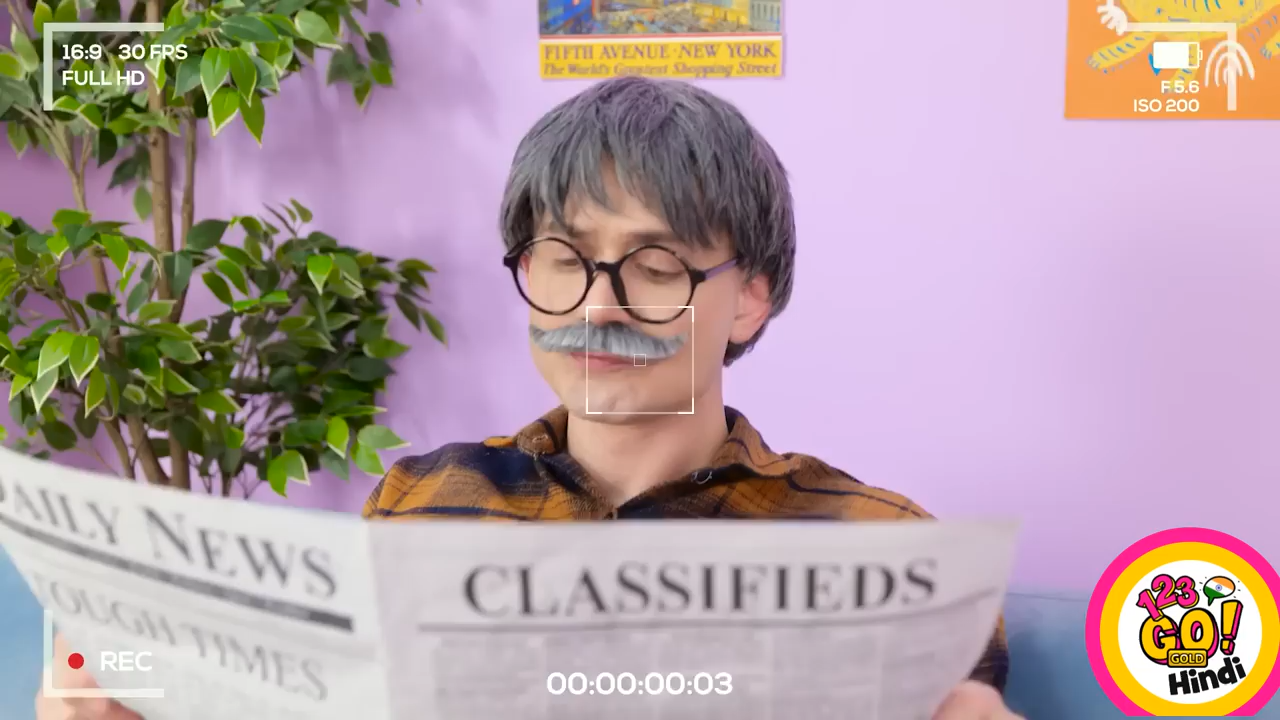 16:9 30 FPS
FULL HD
FIFTH AVENUE · NEW YORK
The World's Greatest Shopping Street
F 5.6
ISO 200
DAILY NEWS
CLASSIFIEDS
TOUGH TIMES
REC
00:00:00:03
123
GO!
GOLD
Hindi